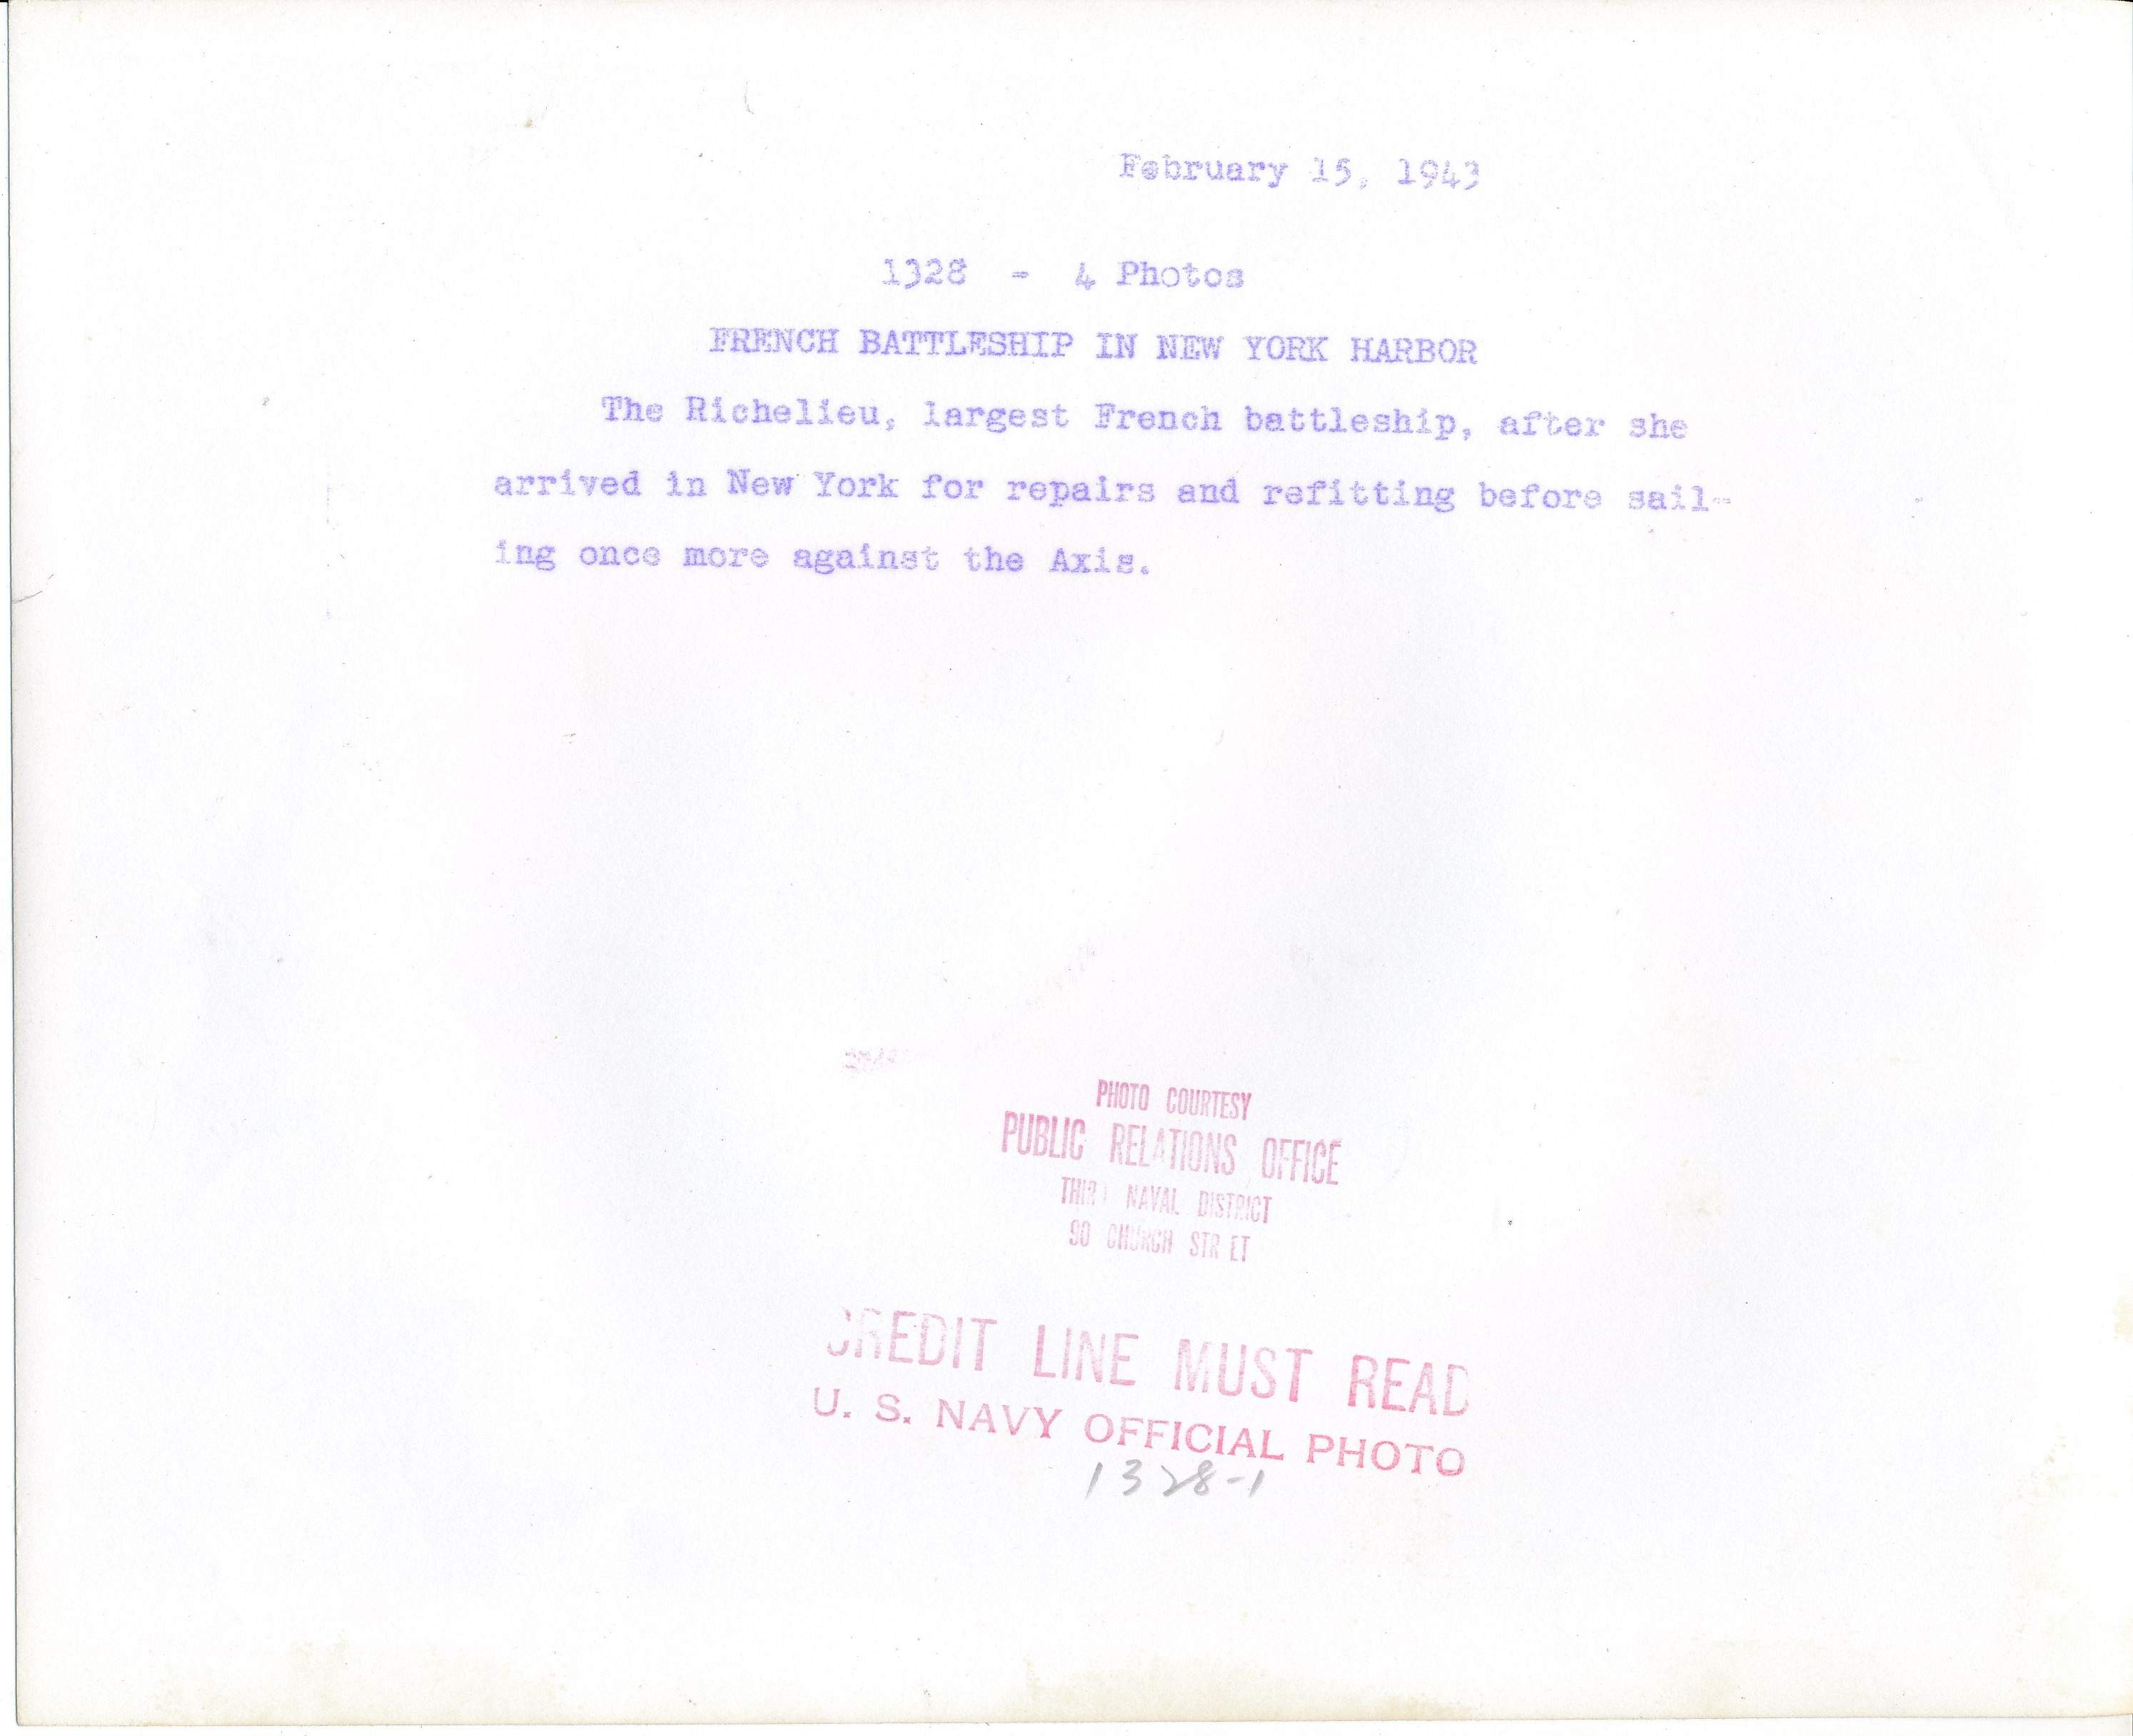 February 15, 1943
1328 - 4 Photos
FRENCH BATTLESHIP IN NEW YORK HARBOR
The Richelieu, largest French battleship, after she
arrived in New York for repairs and refitting before sail-
ing once more against the Axis.
PHOTO COURTESY
PUBLIC RELATIONS OFFICE
THIRD NAVAL DISTRICT
90 CHURCH STREET
CREDIT LINE MUST READ
U. S. NAVY OFFICIAL PHOTO
1328-1